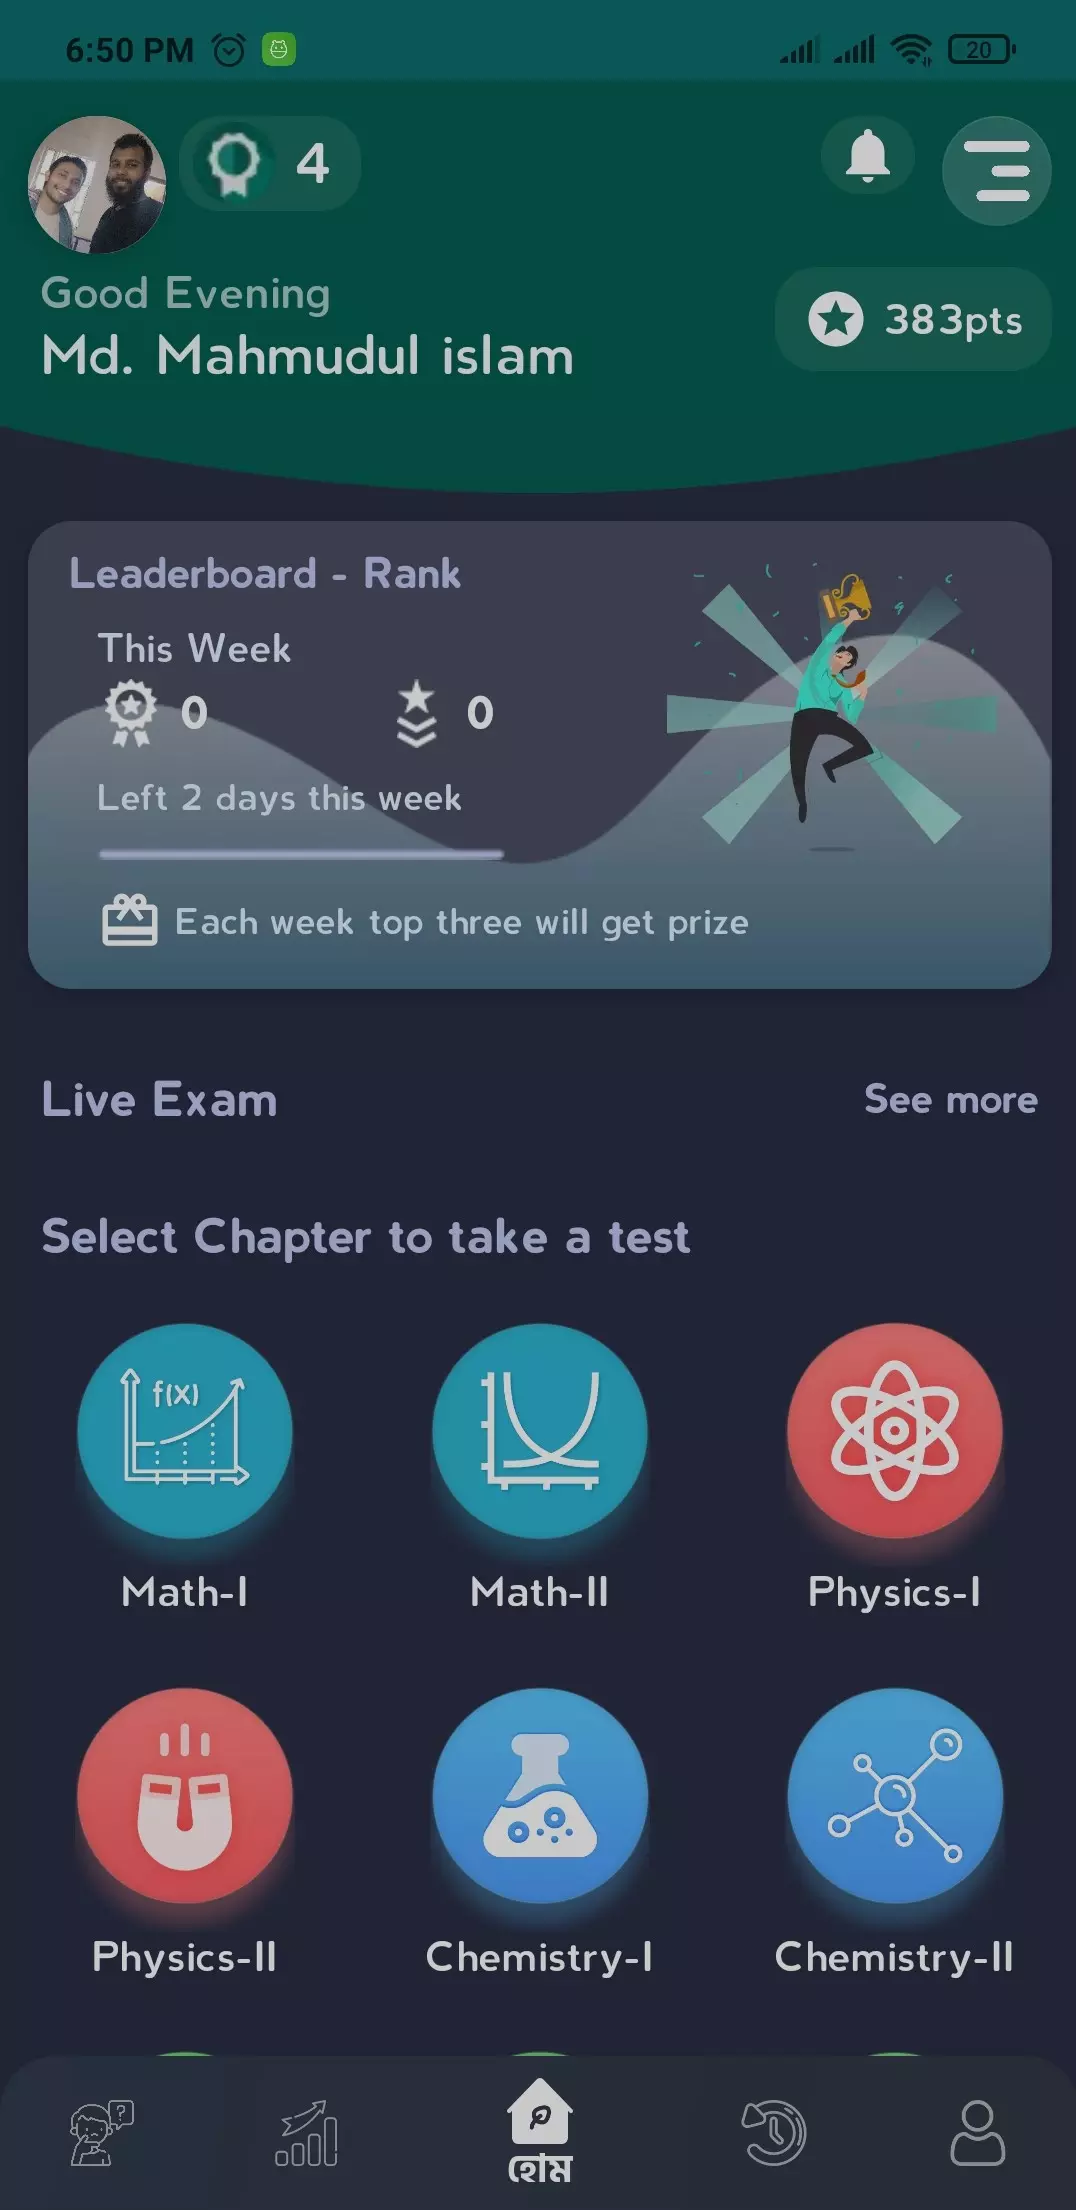 6:50 PM
20
4
Good Evening
Md. Mahmudul islam
383pts
Leaderboard - Rank
This Week
0
0
Left 2 days this week
Each week top three will get prize
Live Exam
See more
Select Chapter to take a test
f(x)
Math-I
Math-II
Physics-I
Physics-II
Chemistry-I
Chemistry-II
?
হোম